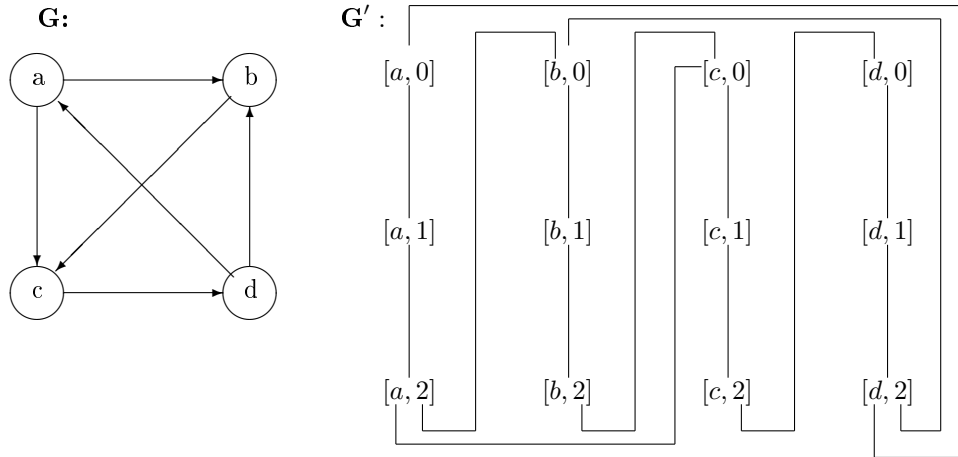 G: G′ :
a b [a, 0] [b, 0] [c, 0] [d, 0]
[a, 1] [b, 1] [c, 1] [d, 1]
c d
[a, 2] [b, 2] [c, 2] [d, 2]